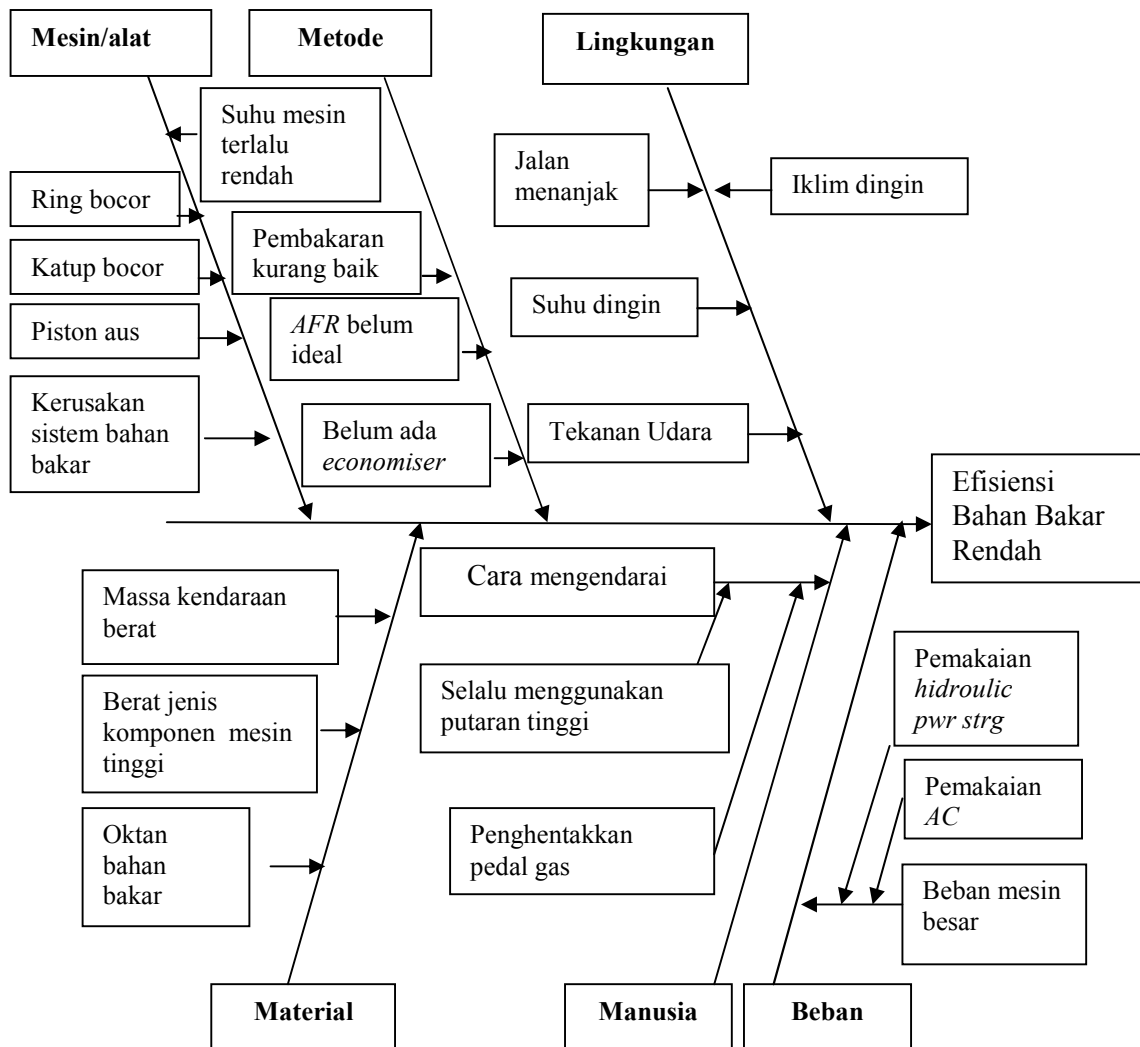 Mesin/alat
Metode
Lingkungan
Suhu mesin
terlalu
rendah
Ring bocor
Katup bocor
Piston aus
Kerusakan
sistem bahan
bakar
Pembakaran
kurang baik
AFR belum
ideal
Belum ada
economiser
Jalan
menanjak
Iklim dingin
Suhu dingin
Tekanan Udara
Efisiensi
Bahan Bakar
Rendah
Massa kendaraan
berat
Berat jenis
komponen mesin
tinggi
Oktan
bahan
bakar
Cara mengendarai
Selalu menggunakan
putaran tinggi
Penghentakkan
pedal gas
Pemakaian
hidroulic
pwr strg
Pemakaian
AC
Beban mesin
besar
Material
Manusia
Beban